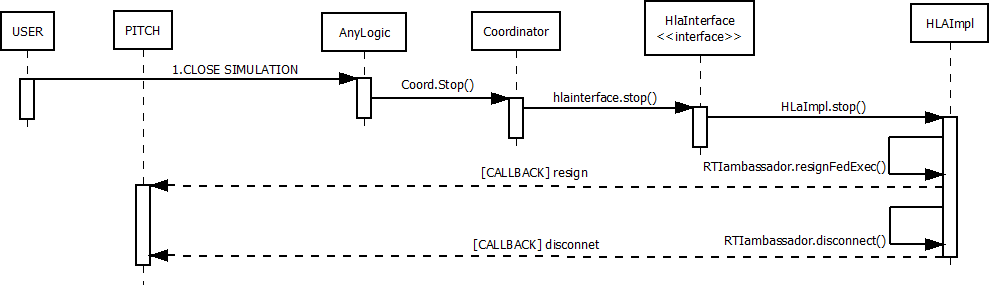 USER
PITCH
AnyLogic
Coordinator
HlaInterface
<<interface>>
HLAImpl
1.CLOSE SIMULATION
Coord.Stop()
hlainterface.stop()
HLaImpl.stop()
RTIambassador.resignFedExec()
[CALLBACK] resign
RTIambassador.disconnect()
[CALLBACK] disconnet